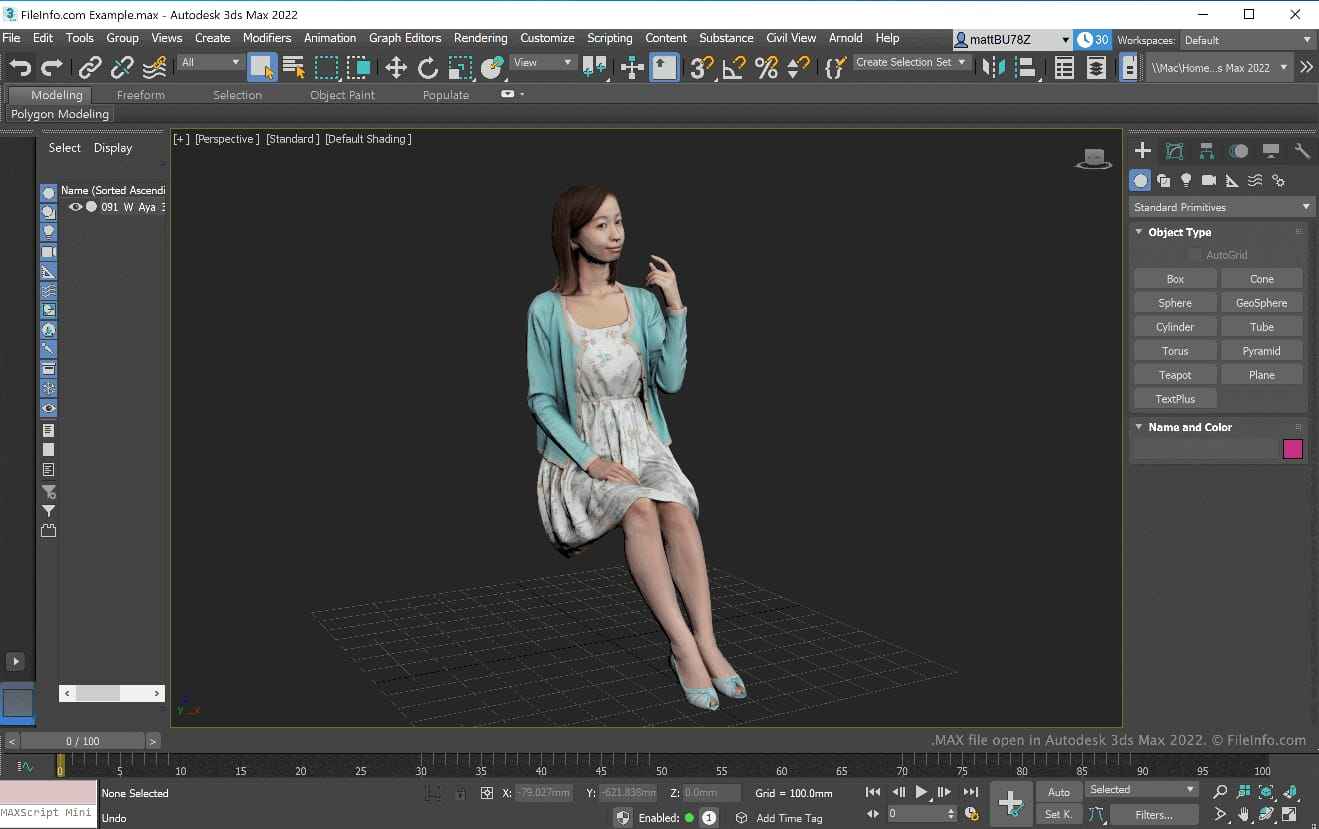 FileInfo.com Example.max - Autodesk 3ds Max 2022
File Edit Tools Group Views Create Modifiers Animation Graph Editors Rendering Customize Scripting Content Substance Civil View Arnold Help mattBU78Z 30 Workspaces: Default
All View Create Selection Set \\Mac\Home...s Max 2022
Modeling Freeform Selection Object Paint Populate
Polygon Modeling
Select Display
[+] [Perspective] [Standard] [Default Shading]
Name (Sorted Ascendi
091 W Aya
Standard Primitives
Object Type
AutoGrid
Box Cone
Sphere GeoSphere
Cylinder Tube
Torus Pyramid
Teapot Plane
TextPlus
Name and Color
y x
< 0 / 100 >
.MAX file open in Autodesk 3ds Max 2022. © FileInfo.com
0 5 10 15 20 25 30 35 40 45 50 55 60 65 70 75 80 85 90 95 100
None Selected X: -79.027mm Y: -621.838mm Z: 0.0mm Grid = 100.0mm Auto Selected
MAXScript Mini Undo Enabled: 1 Add Time Tag 0 Set K. Filters...